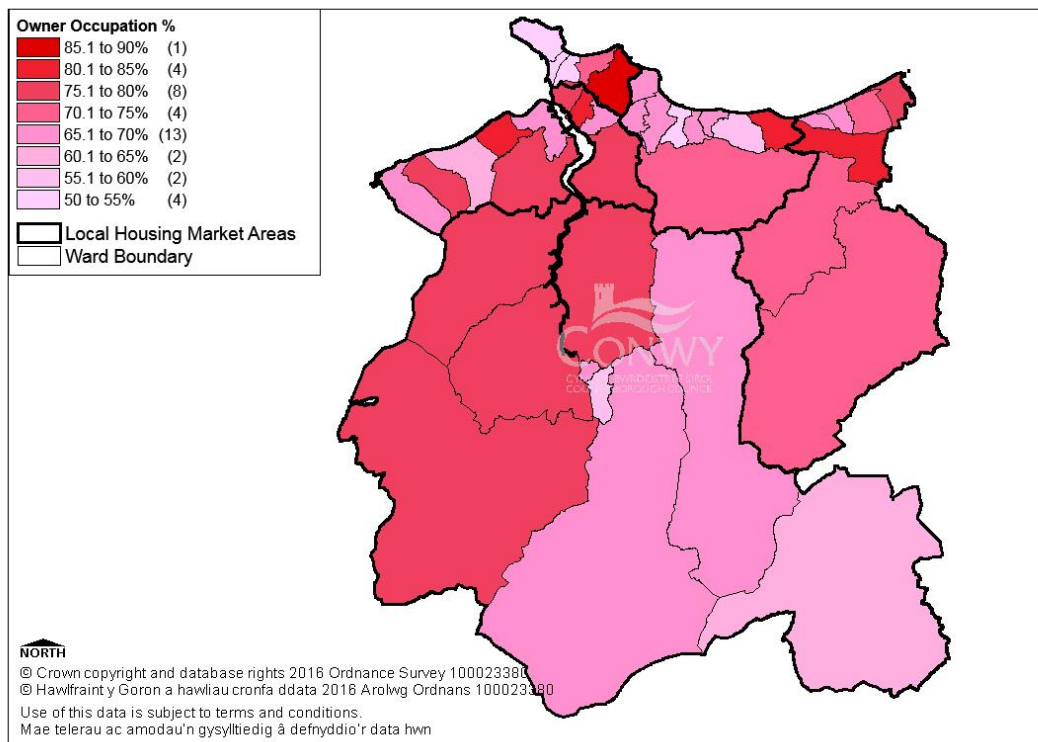 Owner Occupation %
85.1 to 90% (1)
80.1 to 85% (4)
75.1 to 80% (8)
70.1 to 75% (4)
65.1 to 70% (13)
60.1 to 65% (2)
55.1 to 60% (2)
50 to 55% (4)
Local Housing Market Areas
Ward Boundary
CONWY
COUNTY BOROUGH COUNCIL
NORTH
© Crown copyright and database rights 2016 Ordnance Survey 100023380
© Hawlfraint y Goron a hawliau cronfa ddata 2016 Arolwg Ordnans 100023380
Use of this data is subject to terms and conditions.
Mae telerau ac amodau'n gysylltiedig â defnyddio'r data hwn